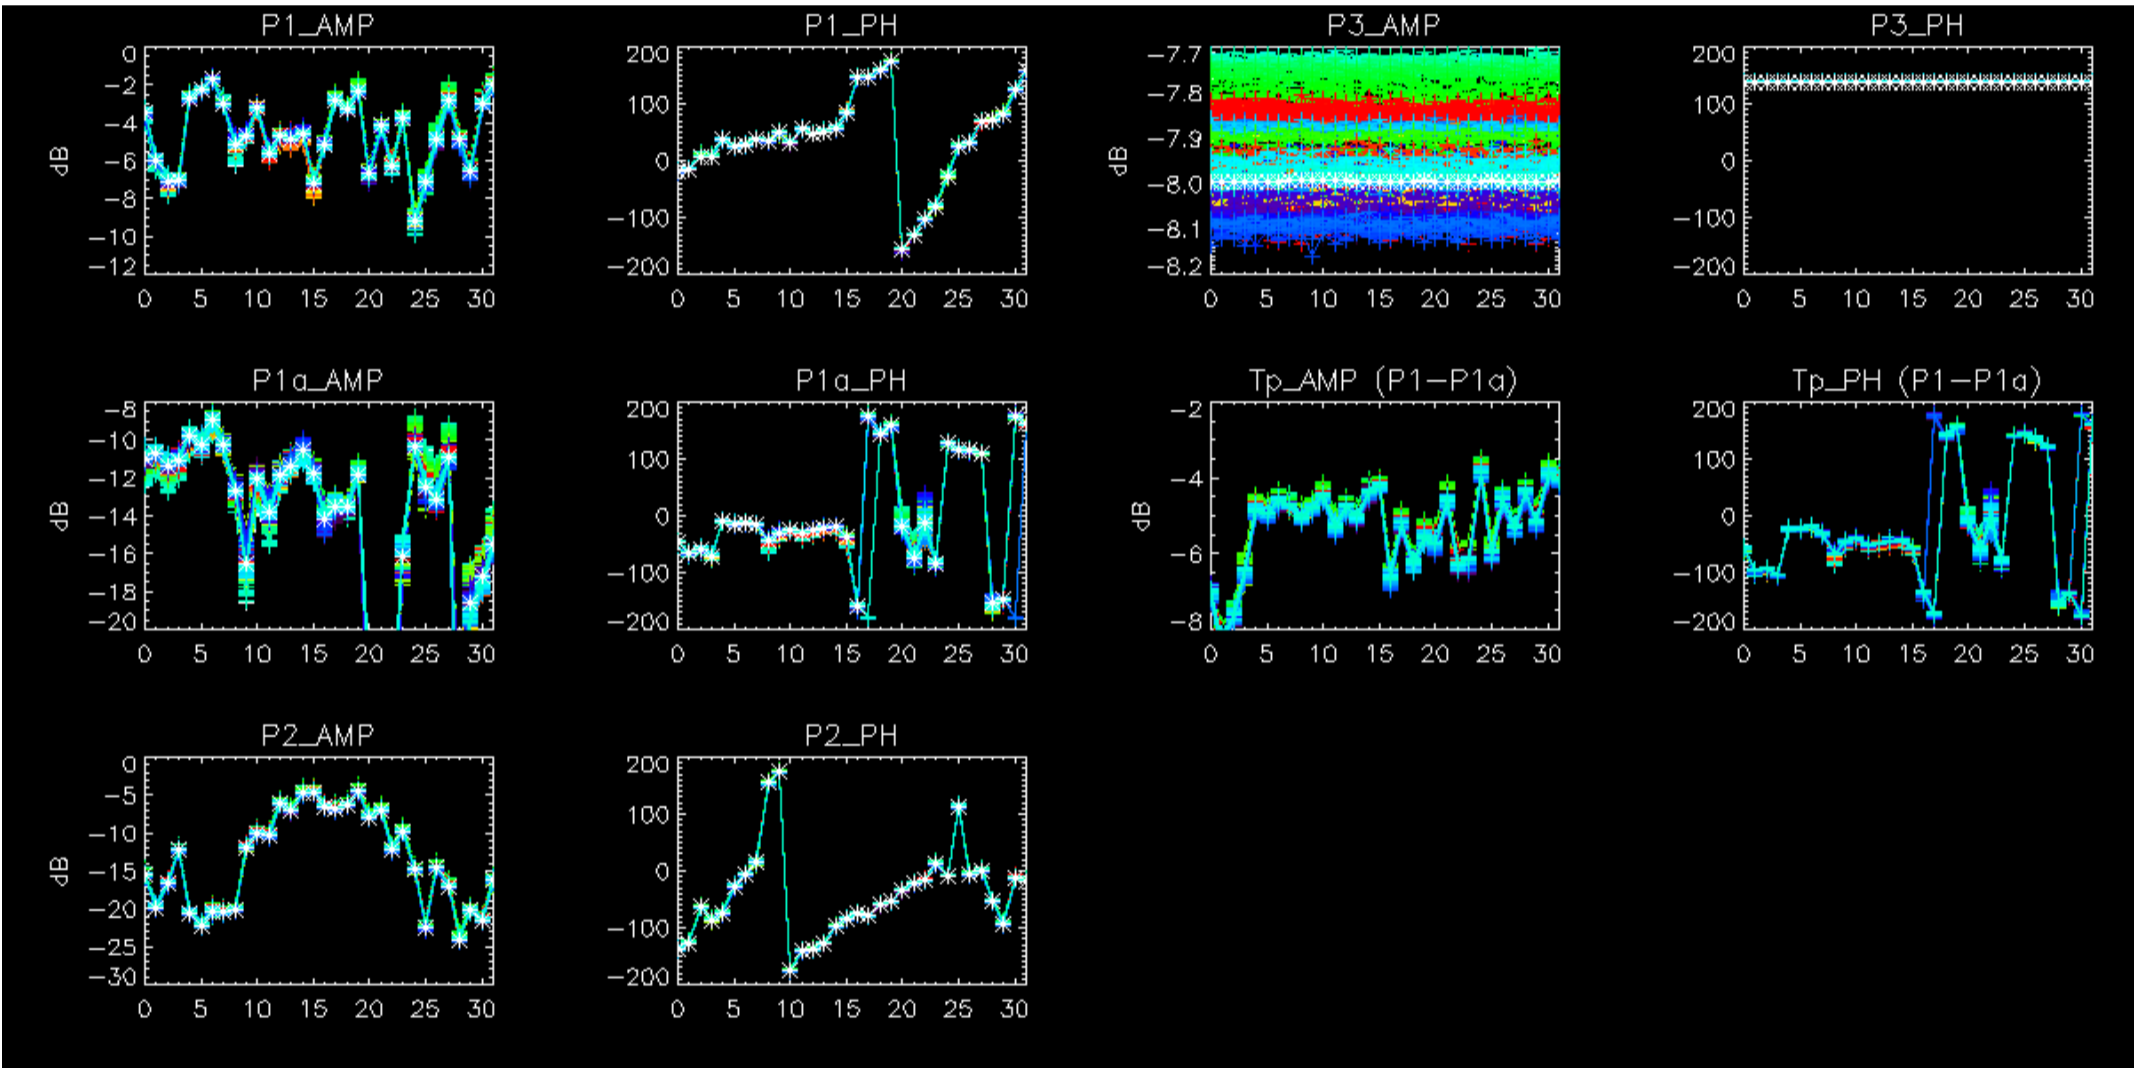 P1_AMP
0
−2
−4
−6
−8
−10
−12
dB
0 5 10 15 20 25 30
P1_PH
200
100
0
−100
−200
0 5 10 15 20 25 30
P3_AMP
−7.7
−7.8
−7.9
−8.0
−8.1
−8.2
dB
0 5 10 15 20 25 30
P3_PH
200
100
0
−100
−200
0 5 10 15 20 25 30
P1a_AMP
−8
−10
−12
−14
−16
−18
−20
dB
0 5 10 15 20 25 30
P1a_PH
200
100
0
−100
−200
0 5 10 15 20 25 30
Tp_AMP (P1−P1a)
−2
−4
−6
−8
dB
0 5 10 15 20 25 30
Tp_PH (P1−P1a)
200
100
0
−100
−200
0 5 10 15 20 25 30
P2_AMP
0
−5
−10
−15
−20
−25
−30
dB
0 5 10 15 20 25 30
P2_PH
200
100
0
−100
−200
0 5 10 15 20 25 30